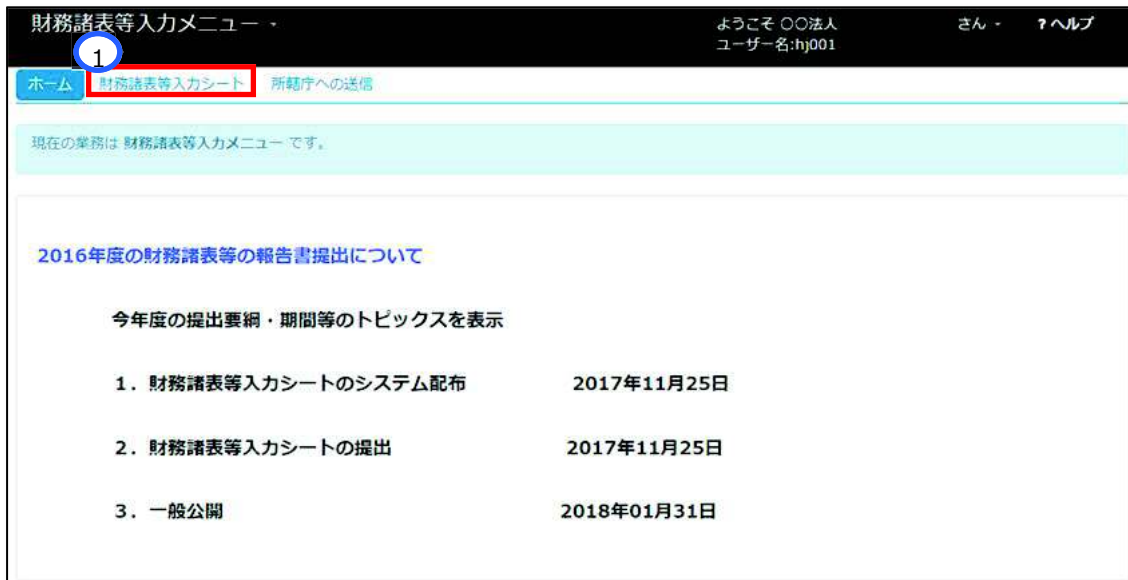 財務諸表等入力メニュー
ようこそ 〇〇法人 さん
?ヘルプ
ユーザー名:hj001
1
ホーム 財務諸表等入力シート 所轄庁への送信
現在の業務は 財務諸表等入力メニュー です。
2016年度の財務諸表等の報告書提出について
今年度の提出要綱・期間等のトピックスを表示
1．財務諸表等入力シートのシステム配布 2017年11月25日
2．財務諸表等入力シートの提出 2017年11月25日
3．一般公開 2018年01月31日